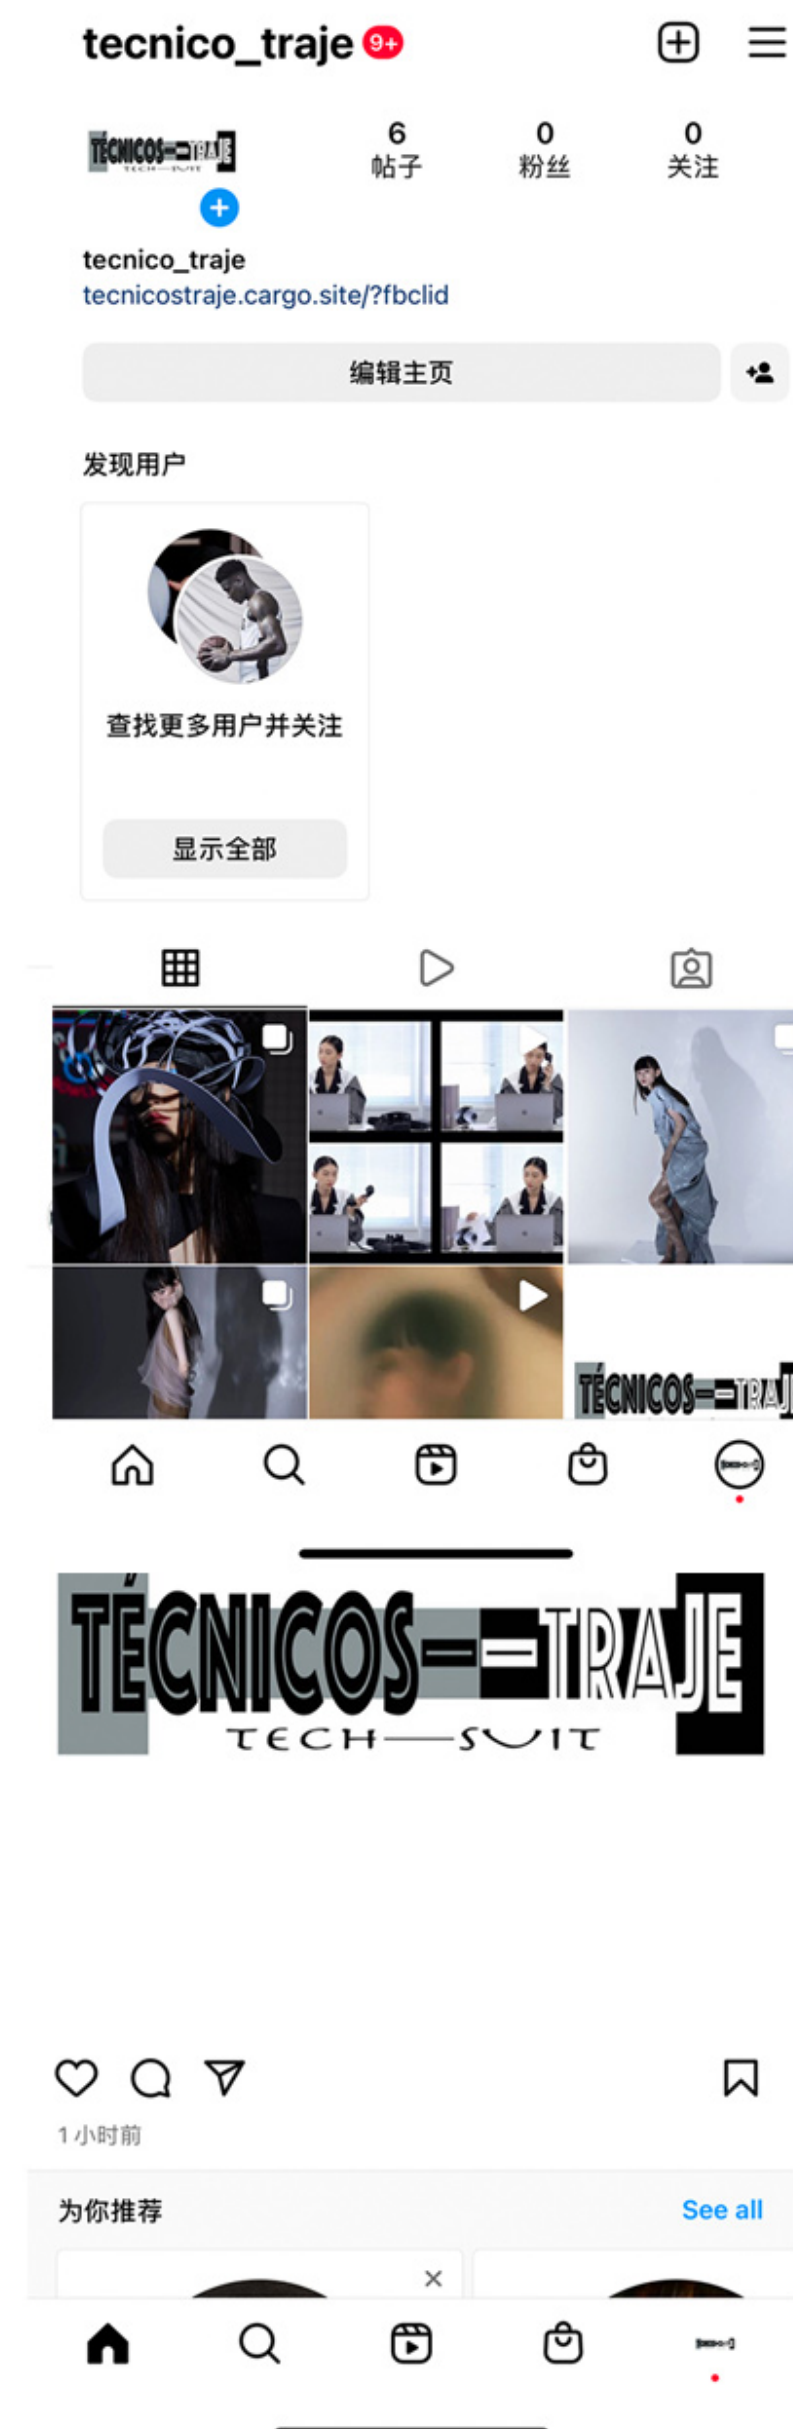 tecnico_traje 9+
TÉCNICOS——TRAJE
TECH——SUIT
6 0 0
帖子 粉丝 关注
tecnico_traje
tecnicostraje.cargo.site/?fbclid
编辑主页
发现用户
查找更多用户并关注
显示全部
TÉCNICOS——TRAJ
TÉCNICOS——TRAJE
TECH——SUIT
1小时前
为你推荐 See all